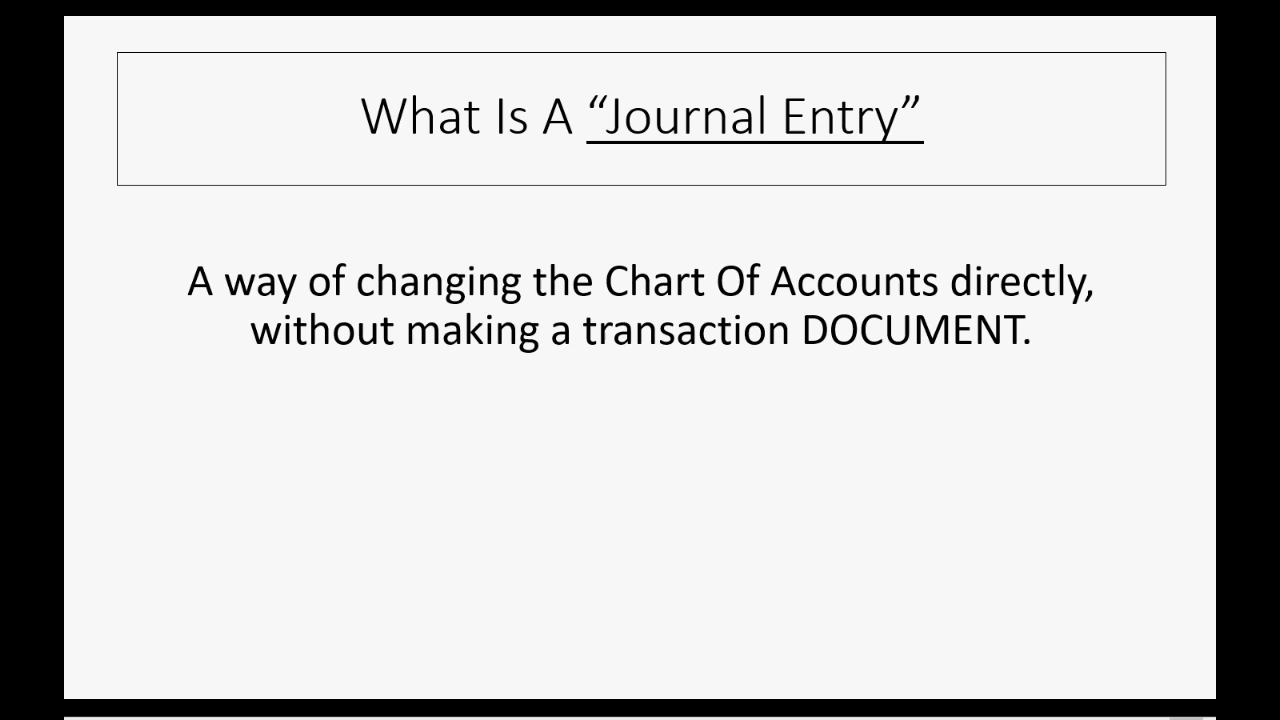 What Is A “Journal Entry”
A way of changing the Chart Of Accounts directly,
without making a transaction DOCUMENT.